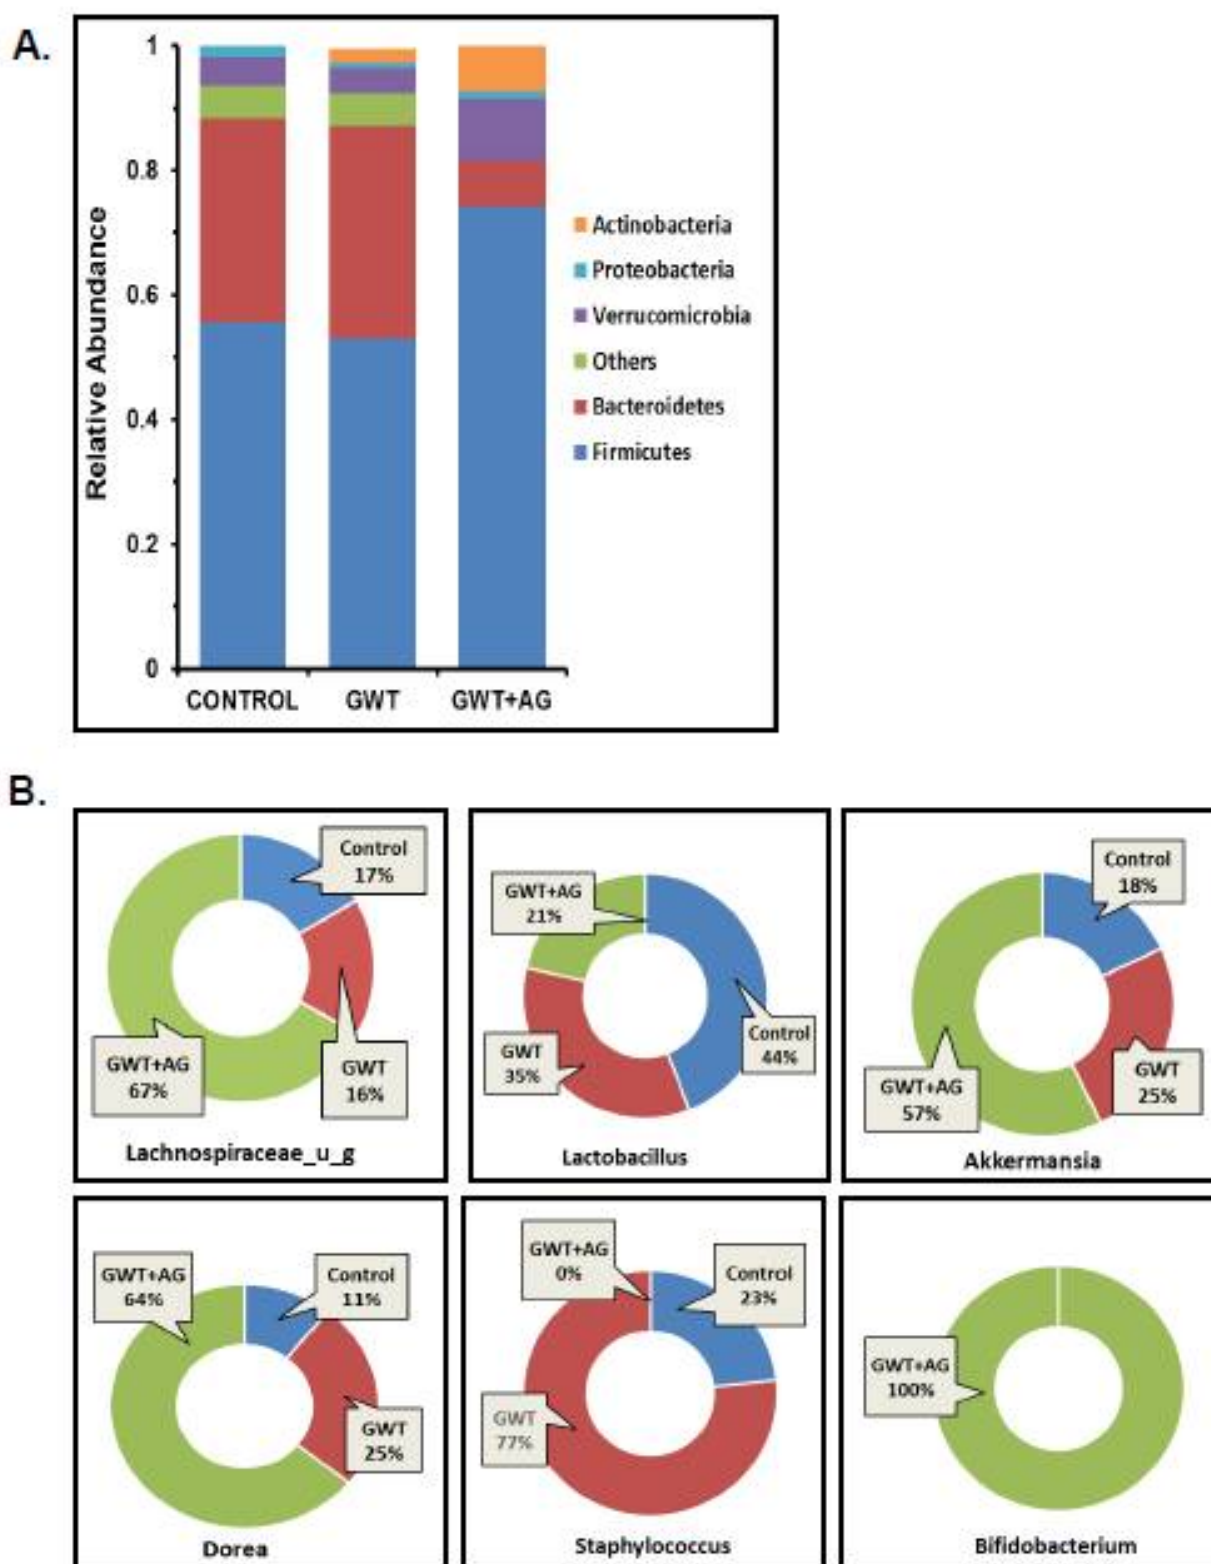 A.
1
0.8
0.6
0.4
0.2
0
Relative Abundance
CONTROL GWT GWT+AG
Actinobacteria
Proteobacteria
Verrucomicrobia
Others
Bacteroidetes
Firmicutes
B.
Control
17%
GWT+AG
67%
GWT
16%
Lachnospiraceae_u_g
GWT+AG
21%
GWT
35%
Control
44%
Lactobacillus
Control
18%
GWT+AG
57%
GWT
25%
Akkermansia
GWT+AG
64%
Control
11%
GWT
25%
Dorea
GWT+AG
0%
Control
23%
GWT
77%
Staphylococcus
GWT+AG
100%
Bifidobacterium